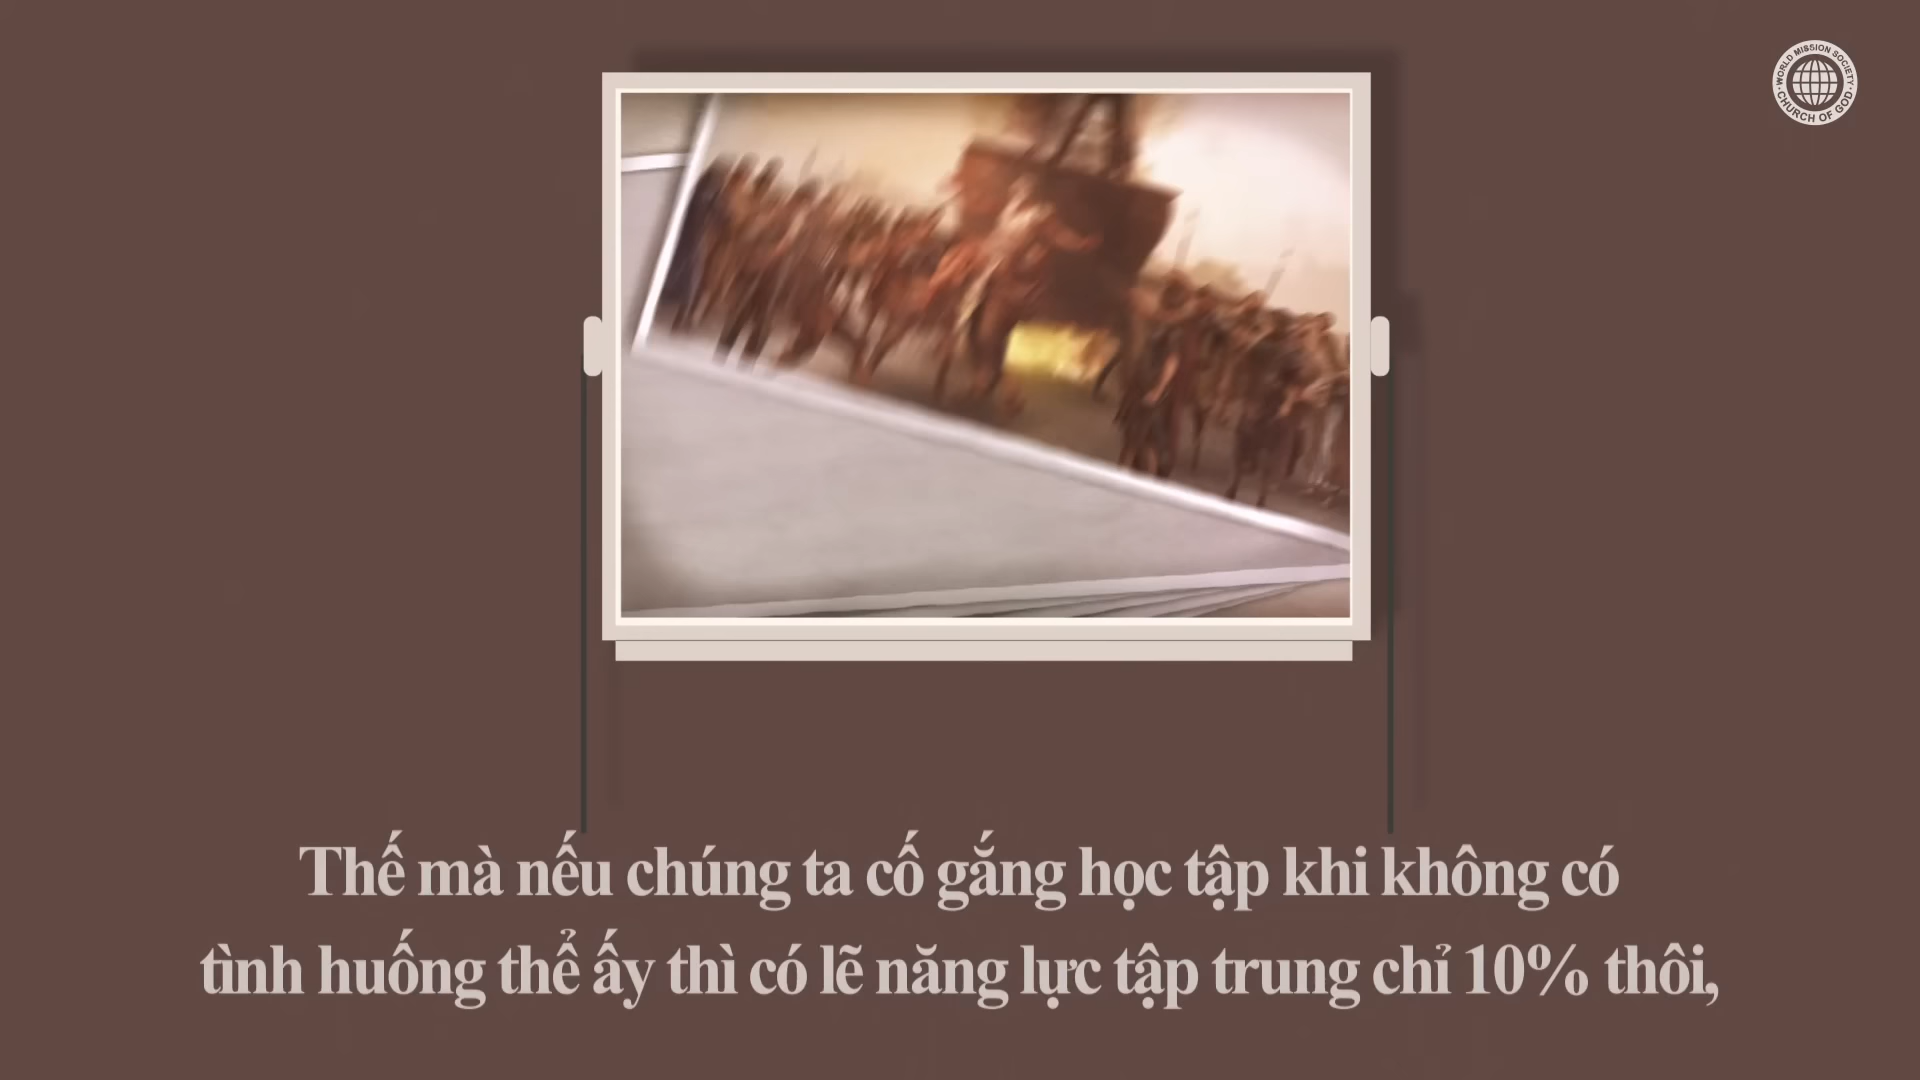 WORLD MISSION SOCIETY
CHURCH OF GOD
Thế mà nếu chúng ta cố gắng học tập khi không có
tình huống thể ấy thì có lẽ năng lực tập trung chỉ 10% thôi,